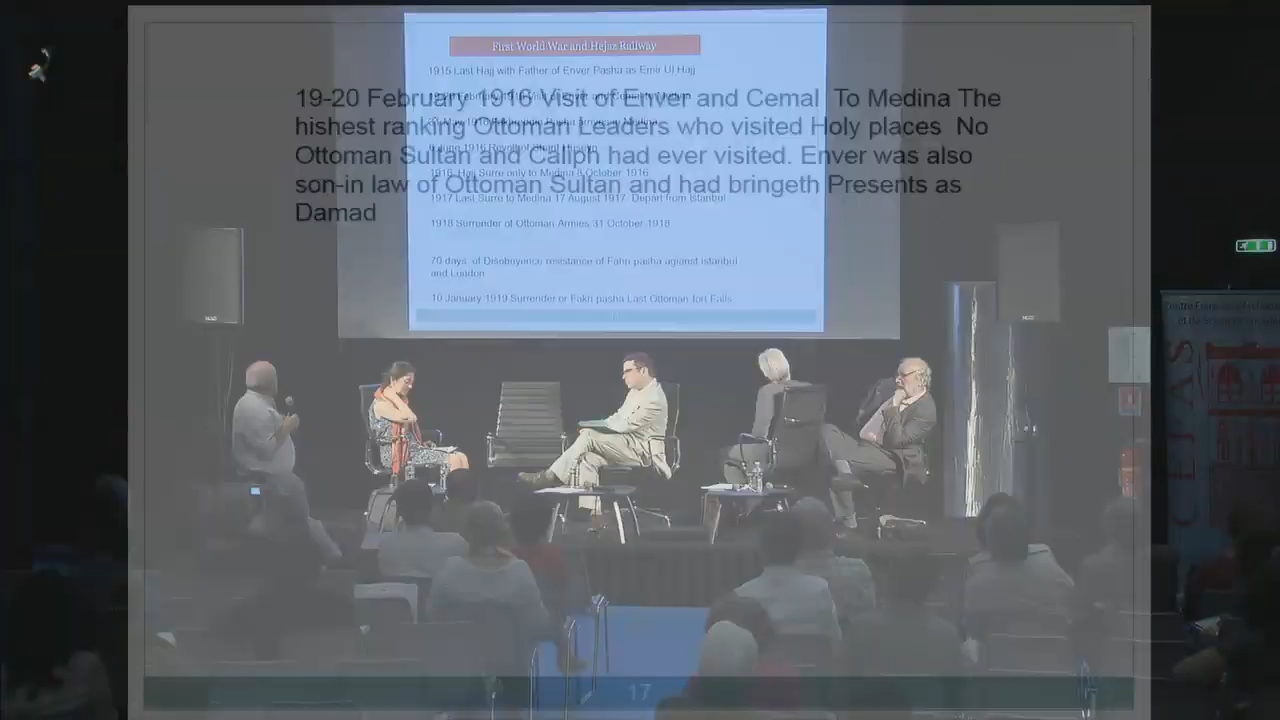 First World War and Hejaz Railway
1915 Last Hajj with Father of Enver Pasha as Emir Ul Hajj
19-20 February 1916 Visit of Enver and Cemal To Medina The
hishest ranking Ottoman Leaders who visited Holy places No
Ottoman Sultan and Caliph had ever visited. Enver was also
son-in law of Ottoman Sultan and had bringeth Presents as
Damad
1916 Hajj Surre only to Medina 8 October 1916
1917 Last Surre to Medina 17 August 1917 Depart from Istanbul
1918 Surrender of Ottoman Armies 31 October 1918
70 days of Disobeyence resistance of Fahri pasha agianst istanbul
and London
10 January 1919 Surrender or Fakri pasha Last Ottoman fort Falls
17